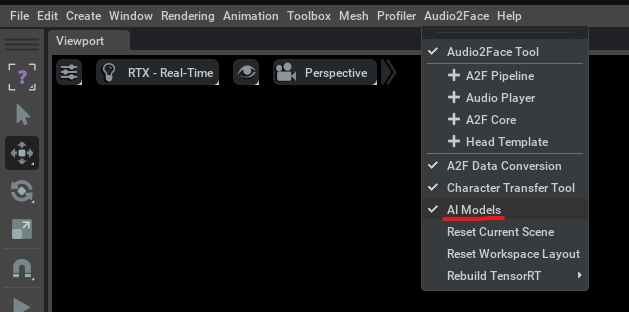 File Edit Create Window Rendering Animation Toolbox Mesh Profiler Audio2Face Help
Viewport
RTX - Real-Time
Perspective
Audio2Face Tool
A2F Pipeline
Audio Player
A2F Core
Head Template
A2F Data Conversion
Character Transfer Tool
AI Models
Reset Current Scene
Reset Workspace Layout
Rebuild TensorRT